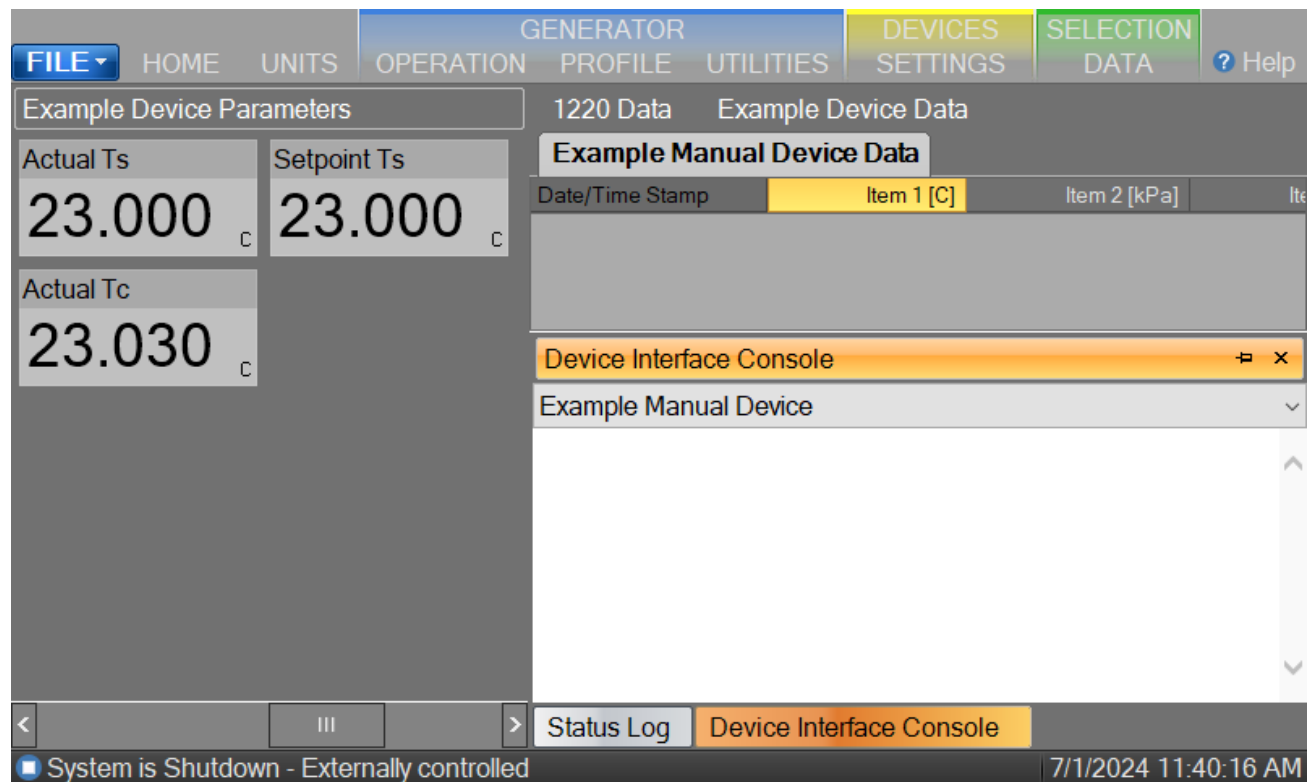 GENERATOR DEVICES SELECTION
FILE HOME UNITS OPERATION PROFILE UTILITIES SETTINGS DATA ? Help
Example Device Parameters
Actual Ts Setpoint Ts
23.000 C 23.000 C
Actual Tc
23.030 C
1220 Data Example Device Data
Example Manual Device Data
Date/Time Stamp Item 1 [C] Item 2 [kPa]
Device Interface Console
Example Manual Device
Status Log Device Interface Console
System is Shutdown - Externally controlled 7/1/2024 11:40:16 AM